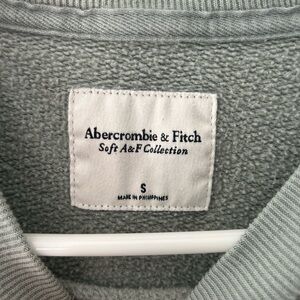 Abercrombie & Fitch
Soft A&F Collection
S
MADE IN PHILIPPINES